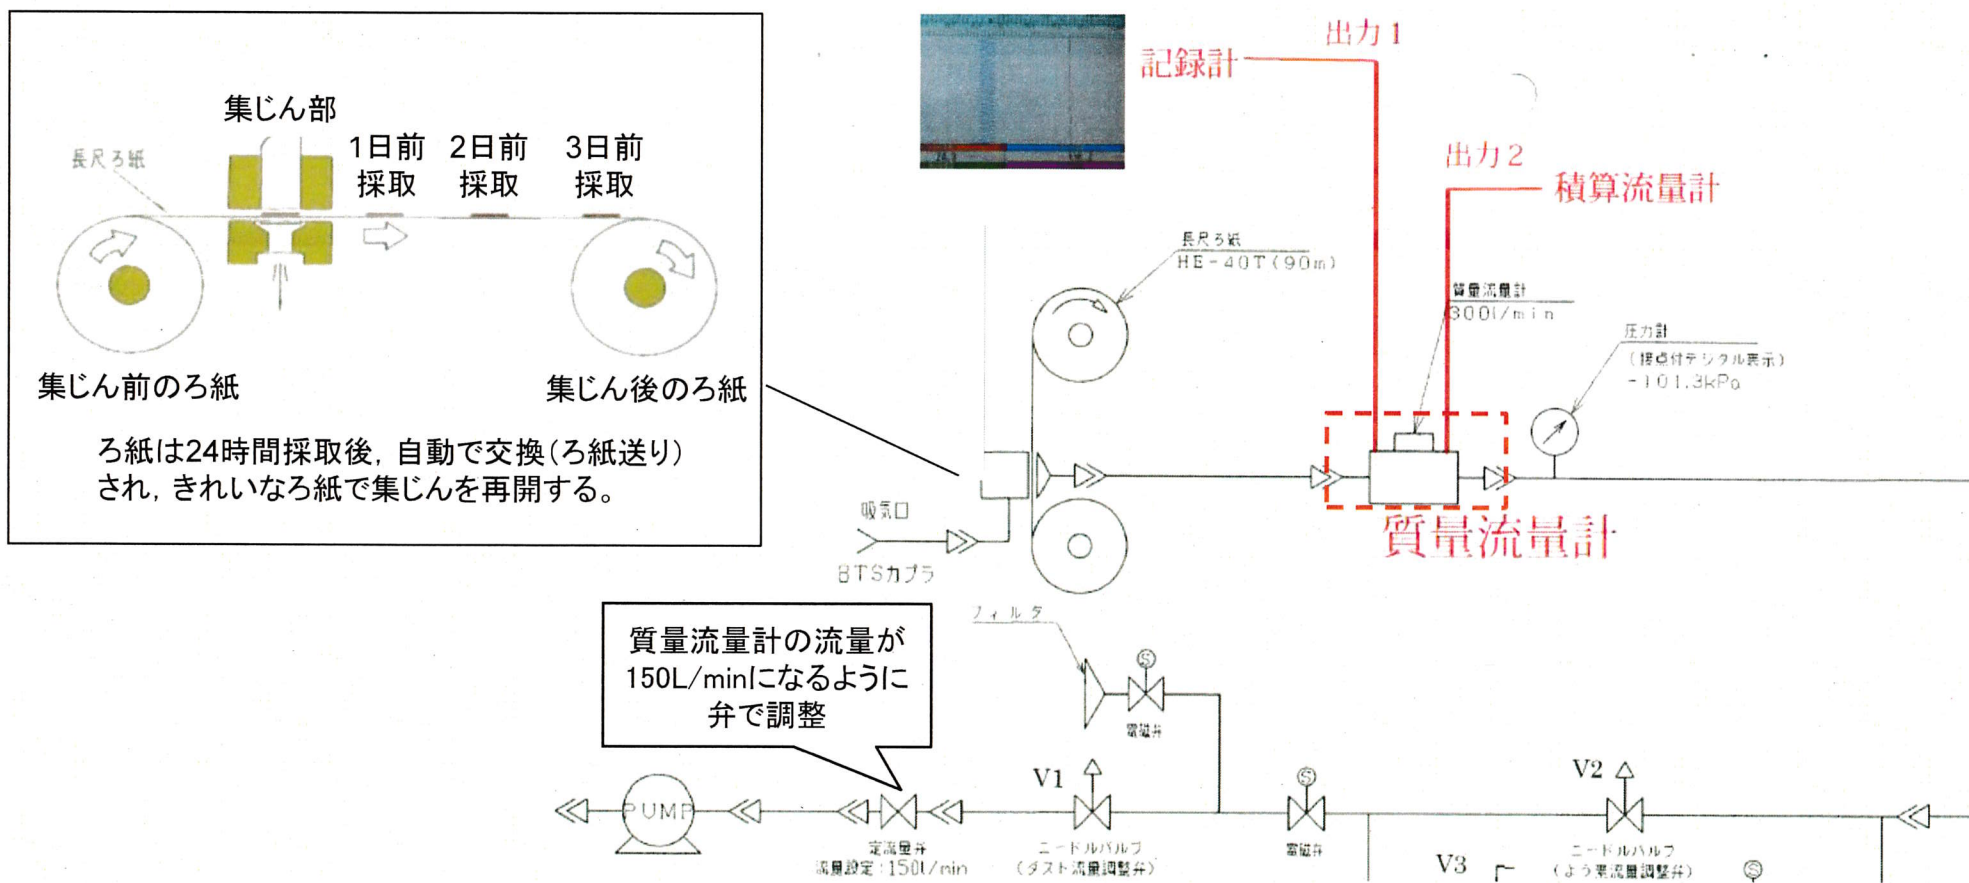 集じん部
長尺ろ紙
1日前
採取
2日前
採取
3日前
採取
集じん前のろ紙
集じん後のろ紙
ろ紙は24時間採取後，自動で交換(ろ紙送り)
され，きれいなろ紙で集じんを再開する。
出力1
記録計
出力2
積算流量計
長尺ろ紙
HE-40T(90m)
質量流量計
300l/min
圧力計
(接点付デジタル表示)
-101.3kPa
質量流量計
吸気口
BTSカプラ
フィルタ
質量流量計の流量が
150L/minになるように
弁で調整
S
電磁弁
PUMP
定流量弁
流量設定:150l/min
V1
ニードルバルブ
(ダスト流量調整弁)
S
電磁弁
V2
ニードルバルブ
(よう素流量調整弁)
V3
S